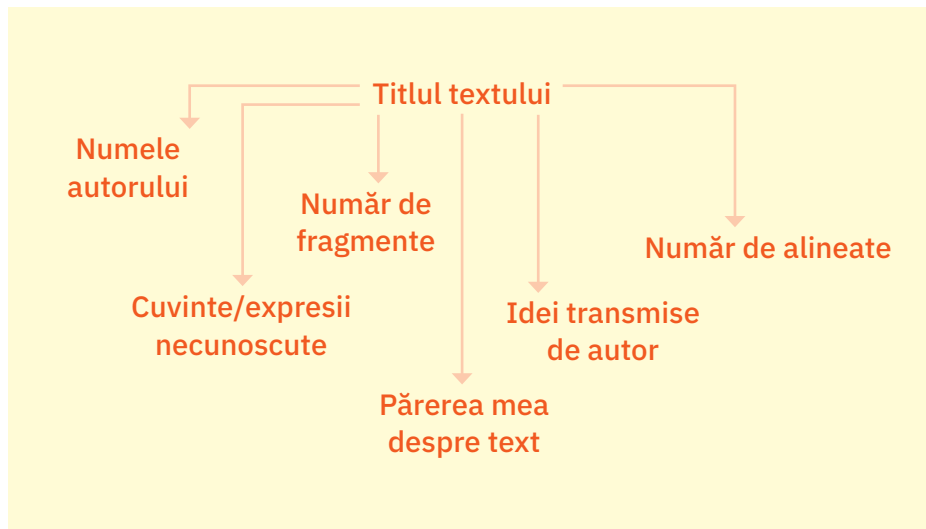 Titlul textului
Numele
autorului
Număr de
fragmente
Număr de alineate
Cuvinte/expresii
necunoscute
Idei transmise
de autor
Părerea mea
despre text